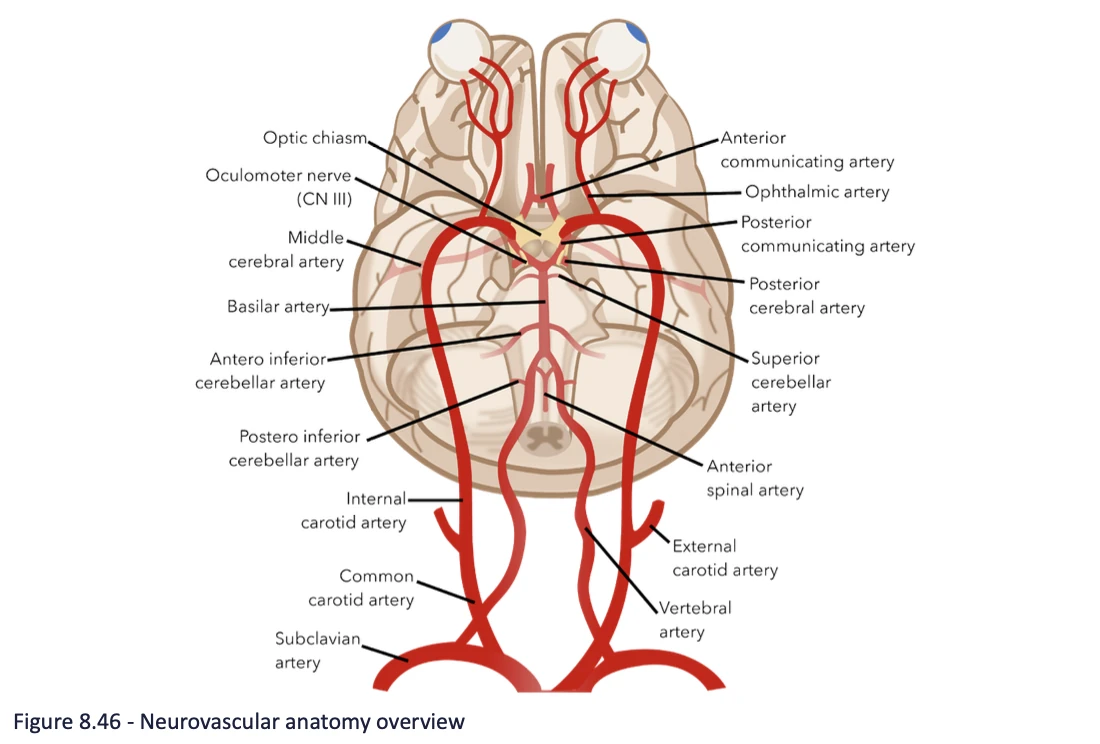 Optic chiasm
Oculomoter nerve
(CN III)
Middle
cerebral artery
Basilar artery
Antero inferior
cerebellar artery
Postero inferior
cerebellar artery
Internal
carotid artery
Common
carotid artery
Subclavian
artery
Anterior
communicating artery
Ophthalmic artery
Posterior
communicating artery
Posterior
cerebral artery
Superior
cerebellar
artery
Anterior
spinal artery
External
carotid artery
Vertebral
artery
Figure 8.46 - Neurovascular anatomy overview